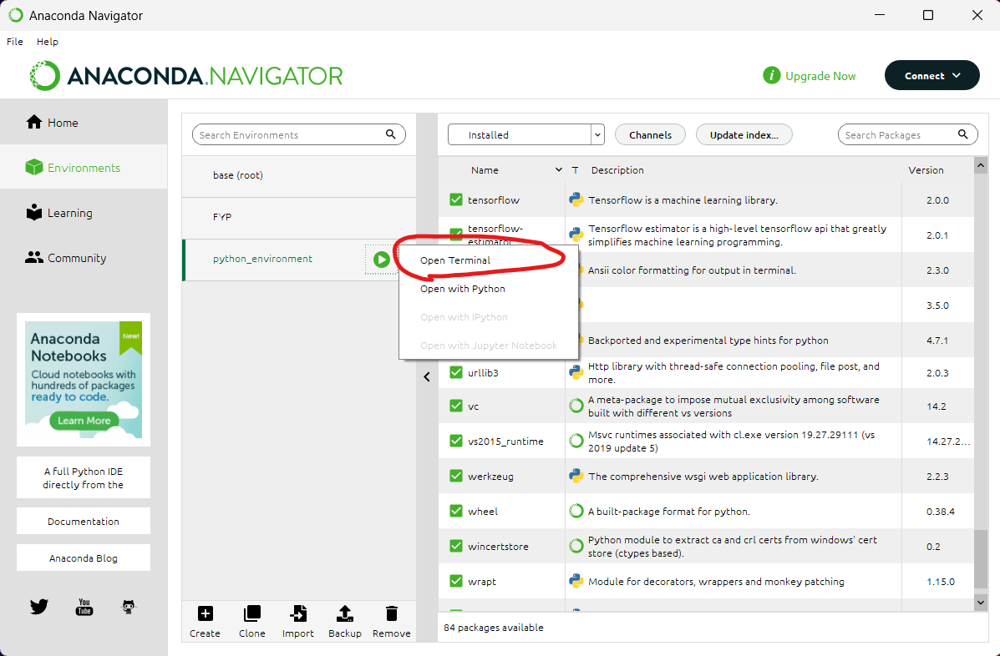 Anaconda Navigator
File Help
ANACONDA.NAVIGATOR
i Upgrade Now
Connect
Home
Environments
Learning
Community
Anaconda
Notebooks
New!
Cloud notebooks with
hundreds of packages
ready to code.
Learn More
A full Python IDE
directly from the
Documentation
Anaconda Blog
You
Tube
Search Environments
base (root)
FYP
python_environment
Open Terminal
Open with Python
Open with IPython
Open with Jupyter Notebook
Create Clone Import Backup Remove
Installed Channels Update index... Search Packages
Name T Description Version
tensorflow Tensorflow is a machine learning library. 2.0.0
tensorflow-
estimator
Tensorflow estimator is a high-level tensorflow api that greatly
simplifies machine learning programming. 2.0.1
Ansii color formatting for output in terminal. 2.3.0
3.5.0
Backported and experimental type hints for python 4.7.1
urllib3 Http library with thread-safe connection pooling, file post, and
more. 2.0.3
vc A meta-package to impose mutual exclusivity among software
built with different vs versions 14.2
vs2015_runtime Msvc runtimes associated with cl.exe version 19.27.29111 (vs
2019 update 5) 14.27.2...
werkzeug The comprehensive wsgi web application library. 2.2.3
wheel A built-package format for python. 0.38.4
wincertstore Python module to extract ca and crl certs from windows' cert
store (ctypes based). 0.2
wrapt Module for decorators, wrappers and monkey patching 1.15.0
84 packages available